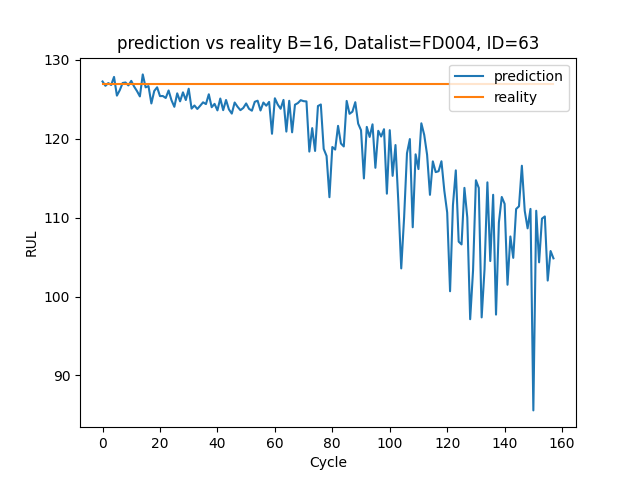 prediction vs reality B=16, Datalist=FD004, ID=63
prediction
reality
130
120
110
100
90
RUL
0 20 40 60 80 100 120 140 160
Cycle